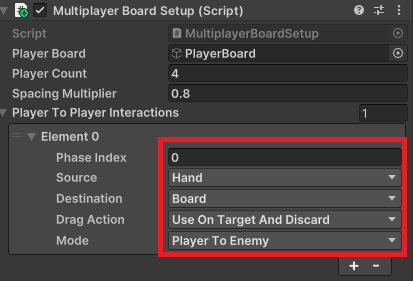 Multiplayer Board Setup (Script)
Script MultiplayerBoardSetup
Player Board PlayerBoard
Player Count 4
Spacing Multiplier 0.8
Player To Player Interactions 1
Element 0
Phase Index 0
Source Hand
Destination Board
Drag Action Use On Target And Discard
Mode Player To Enemy
+ -